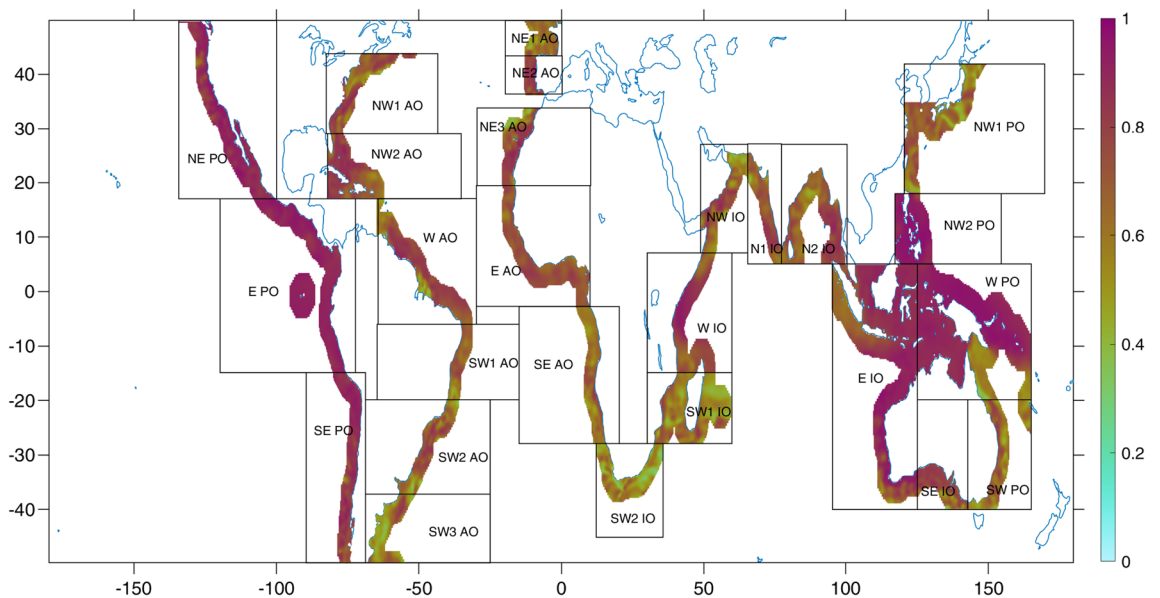 1
0.8
0.6
0.4
0.2
0
40
30
20
10
0
-10
-20
-30
-40
-150
-100
-50
0
50
100
150
NE1 AO
NE2 AO
NW1 AO
NE3 AO
NW1 PO
NE PO
NW2 AO
NW IO
N1 IO
N2 IO
NW2 PO
W AO
E AO
E PO
W PO
W IO
SW1 AO
SE AO
E IO
SW1 IO
SE PO
SW2 AO
SE IO
SW PO
SW3 AO
SW2 IO